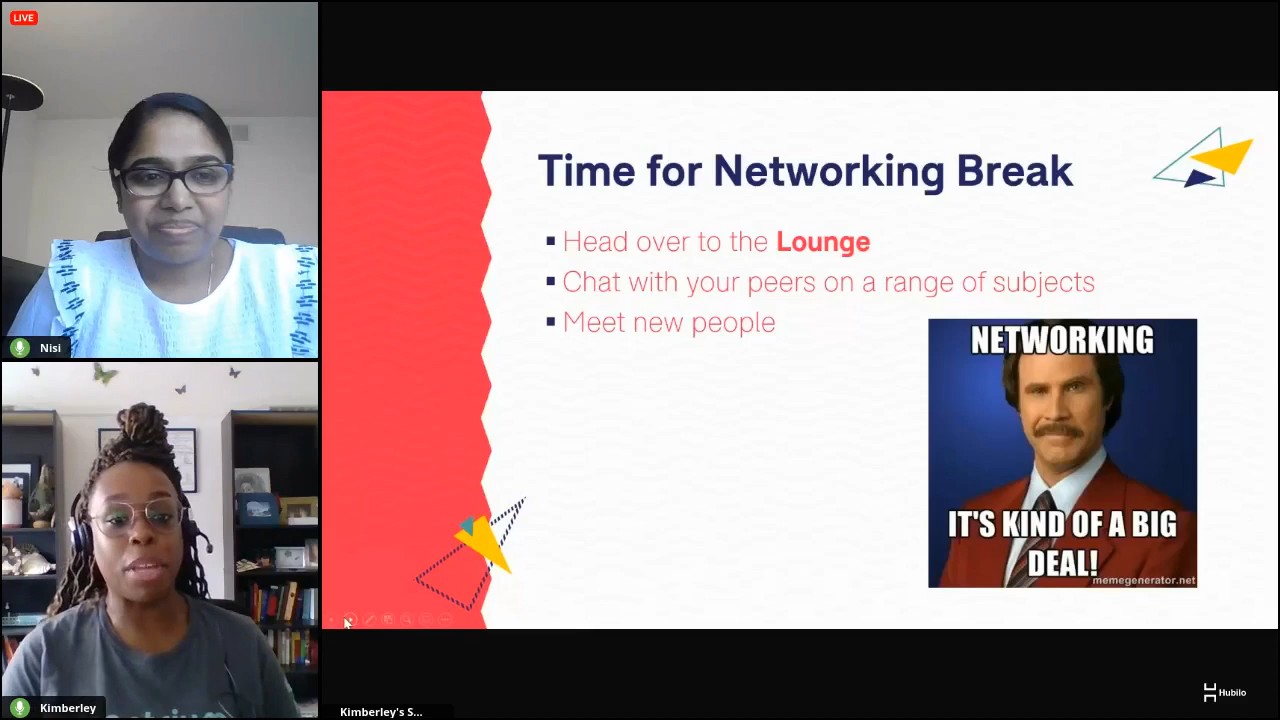 LIVE
Nisi
Kimberley
Time for Networking Break
Head over to the Lounge
Chat with your peers on a range of subjects
Meet new people
NETWORKING
IT'S KIND OF A BIG
DEAL!
memegenerator.net
Kimberley's S...
Hubilo